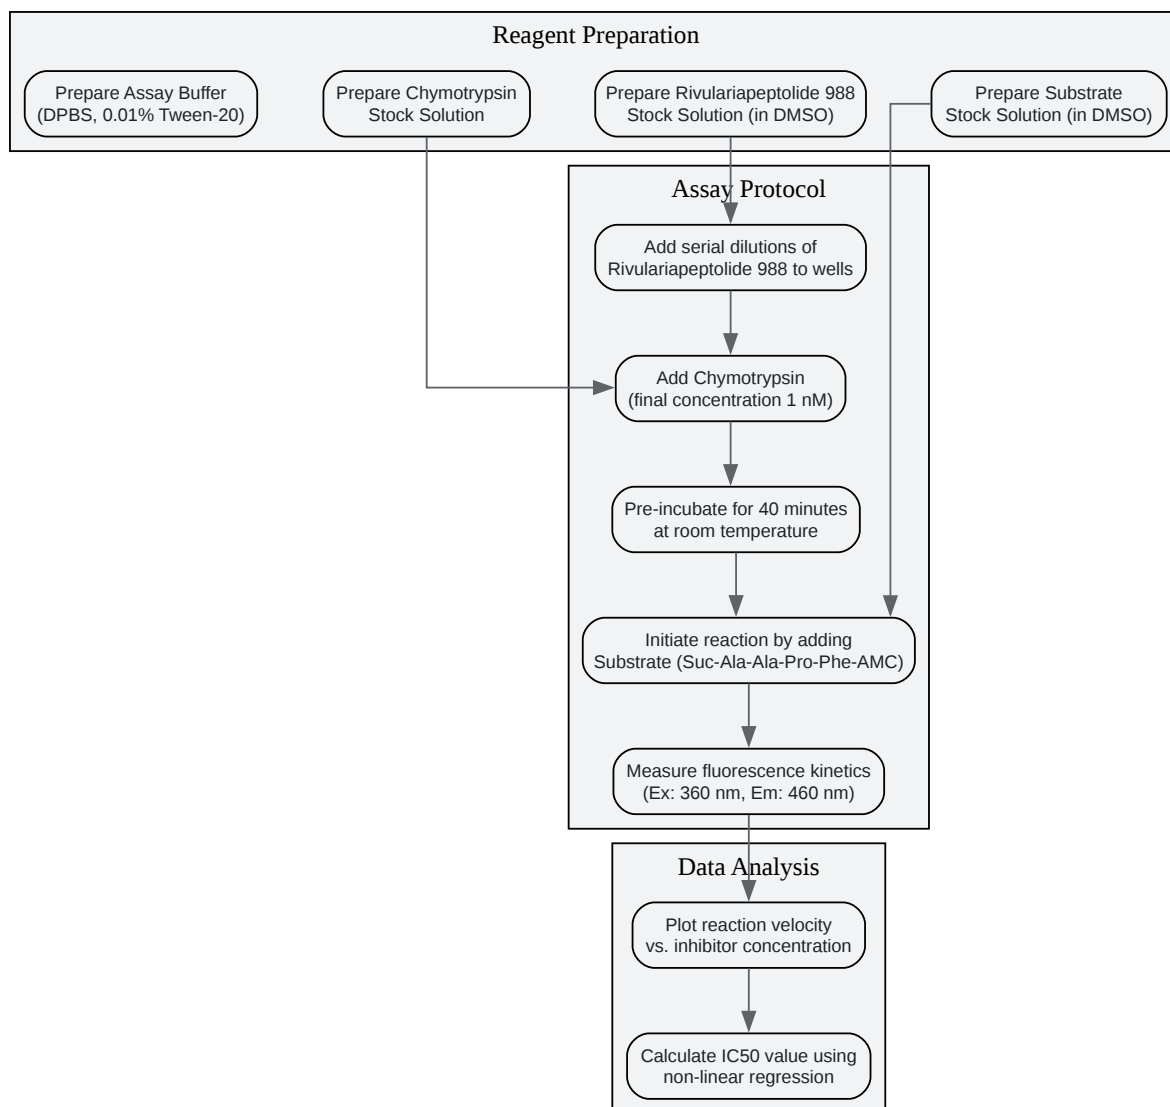 Reagent Preparation
Prepare Assay Buffer
(DPBS, 0.01% Tween-20)
Prepare Chymotrypsin
Stock Solution
Prepare Rivulariapeptolide 988
Stock Solution (in DMSO)
Prepare Substrate
Stock Solution (in DMSO)
Assay Protocol
Add serial dilutions of
Rivulariapeptolide 988 to wells
Add Chymotrypsin
(final concentration 1 nM)
Pre-incubate for 40 minutes
at room temperature
Initiate reaction by adding
Substrate (Suc-Ala-Ala-Pro-Phe-AMC)
Measure fluorescence kinetics
(Ex: 360 nm, Em: 460 nm)
Data Analysis
Plot reaction velocity
vs. inhibitor concentration
Calculate IC50 value using
non-linear regression